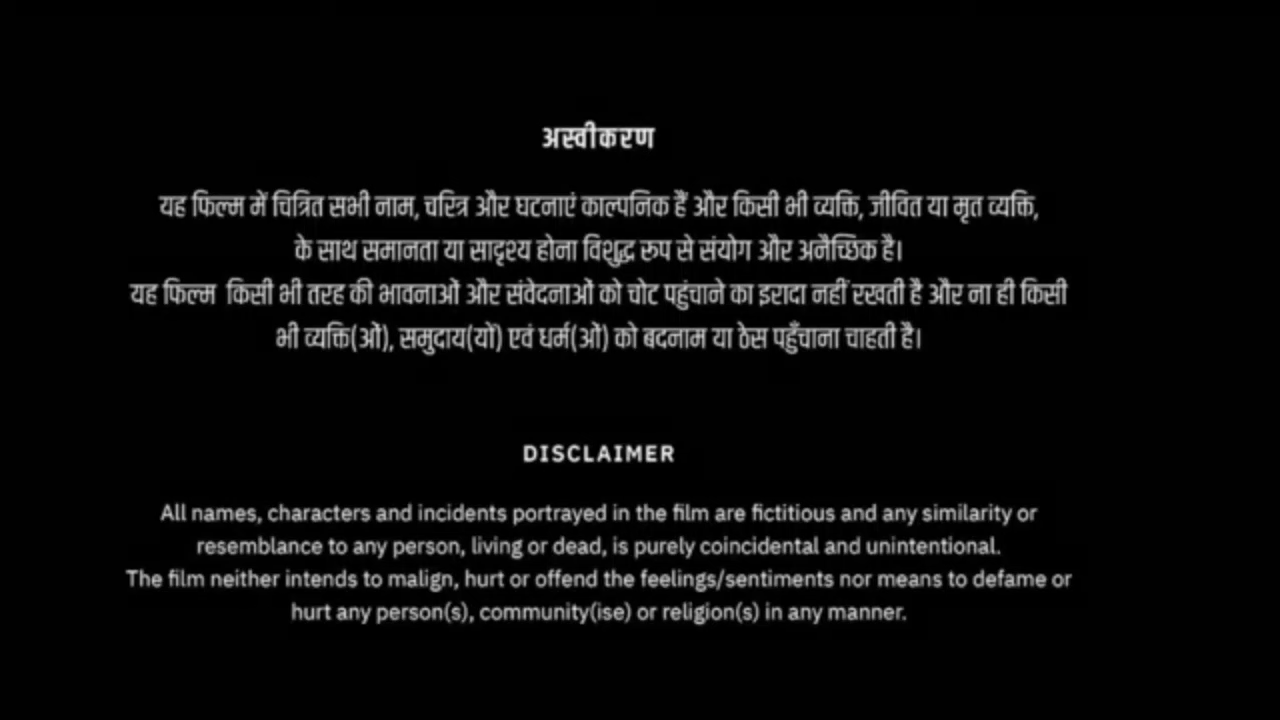 अस्वीकरण
यह फिल्म में चित्रित सभी नाम, चरित्र और घटनाएं काल्पनिक हैं और किसी भी व्यक्ति, जीवित या मृत व्यक्ति,
के साथ समानता या सादृश्य होना विशुद्ध रूप से संयोग और अनैच्छिक है।
यह फिल्म किसी भी तरह की भावनाओं और संवेदनाओं को चोट पहुंचाने का इरादा नहीं रखती है और ना ही किसी
भी व्यक्ति(ओं), समुदाय(यों) एवं धर्म(ओं) को बदनाम या ठेस पहुँचाना चाहती है।
DISCLAIMER
All names, characters and incidents portrayed in the film are fictitious and any similarity or
resemblance to any person, living or dead, is purely coincidental and unintentional.
The film neither intends to malign, hurt or offend the feelings/sentiments nor means to defame or
hurt any person(s), community(ise) or religion(s) in any manner.